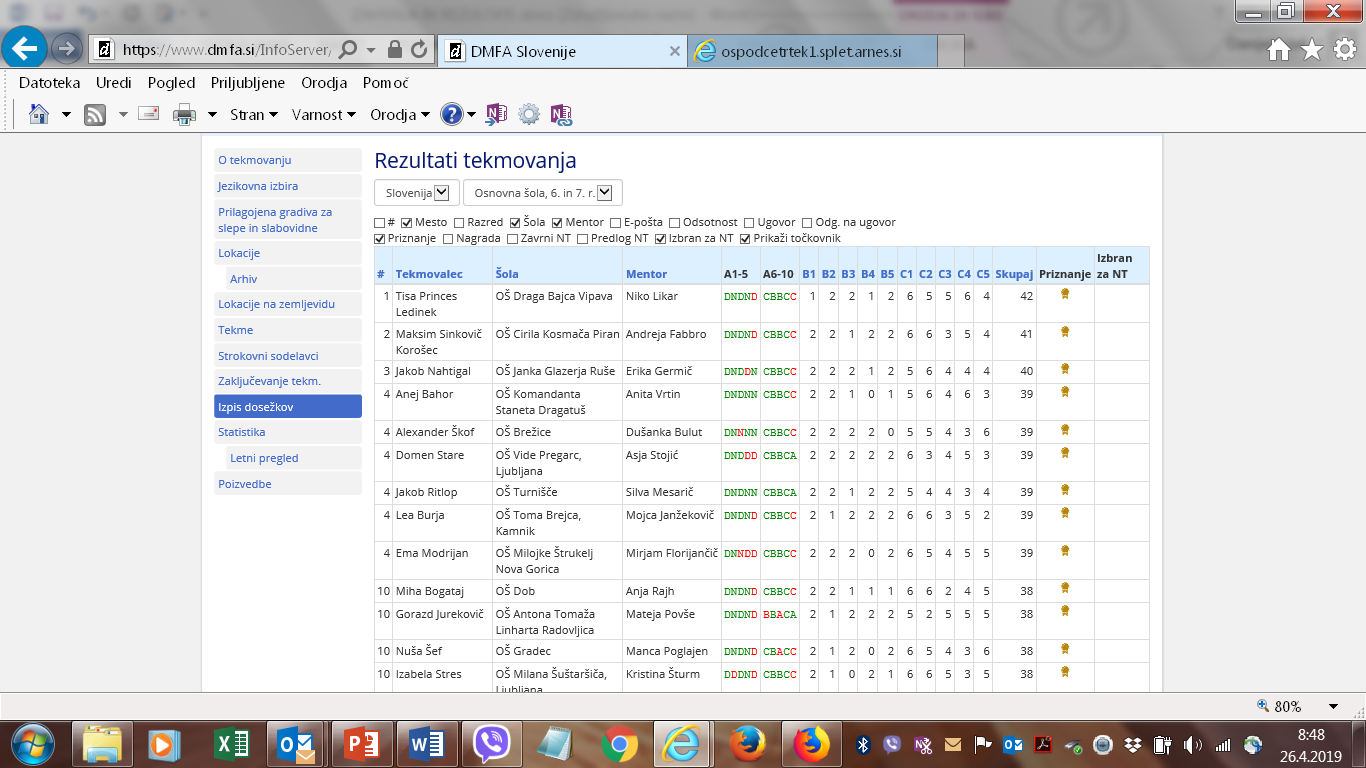 https://www.dmfa.si/InfoServer/
DMFA Slovenije
ospodcetrtek1.splet.arnes.si
Datoteka Uredi Pogled Priljubljene Orodja Pomoč
Stran Varnost Orodja
O tekmovanju
Jezikovna izbira
Prilagojena gradiva za
slepe in slabovidne
Lokacije
Arhiv
Lokacije na zemljevidu
Tekme
Strokovni sodelavci
Zaključevanje tekm.
Izpis dosežkov
Statistika
Letni pregled
Poizvedbe
Rezultati tekmovanja
Slovenija Osnovna šola, 6. in 7. r.
# Mesto Razred Šola Mentor E-pošta Odsotnost Ugovor Odg. na ugovor
Priznanje Nagrada Zavrni NT Predlog NT Izbran za NT Prikaži točkovnik
# Tekmovalec Šola Mentor A1-5 A6-10 B1 B2 B3 B4 B5 C1 C2 C3 C4 C5 Skupaj Priznanje Izbran
za NT
1 Tisa Princes OŠ Draga Bajca Vipava Niko Likar DNDND CBBCC 1 2 2 1 2 6 5 5 6 4 42
Ledinek
2 Maksim Sinkovič OŠ Cirila Kosmača Piran Andreja Fabbro DNDND CBBCC 2 2 1 2 2 6 6 3 5 4 41
Korošec
3 Jakob Nahtigal OŠ Janka Glazerja Ruše Erika Germič DNDDN CBBCC 2 2 2 1 2 5 6 4 4 4 40
4 Anej Bahor OŠ Komandanta Anita Vrtin DNDNN CBBCC 2 2 1 0 1 5 6 4 6 3 39
Staneta Dragatuš
4 Alexander Škof OŠ Brežice Dušanka Bulut DNNNN CBBCC 2 2 2 2 0 5 5 4 3 6 39
4 Domen Stare OŠ Vide Pregarc, Asja Stojić DNDDD CBBCA 2 2 2 2 2 6 3 4 5 3 39
Ljubljana
4 Jakob Ritlop OŠ Turnišče Silva Mesarič DNDNN CBBCA 2 2 1 2 2 5 4 4 3 4 39
4 Lea Burja OŠ Toma Brejca, Mojca Janžekovič DNDND CBBCC 2 1 2 2 2 6 6 3 5 2 39
Kamnik
4 Ema Modrijan OŠ Milojke Štrukelj Mirjam Florijančič DNNDD CBBCC 2 2 2 0 2 6 5 4 5 5 39
Nova Gorica
10 Miha Bogataj OŠ Dob Anja Rajh DNDND CBBCC 2 2 1 1 1 6 6 2 4 5 38
10 Gorazd Jurekovič OŠ Antona Tomaža Mateja Povše DNDND BBACA 2 1 2 2 2 5 2 5 5 5 38
Linharta Radovljica
10 Nuša Šef OŠ Gradec Manca Poglajen DNDND CBACC 2 1 2 0 2 6 5 4 3 6 38
10 Izabela Stres OŠ Milana Šuštaršiča, Kristina Šturm DDDND CBBCC 2 1 0 2 1 6 6 5 3 5 38
Ljubljana
80%
8:48
26.4.2019